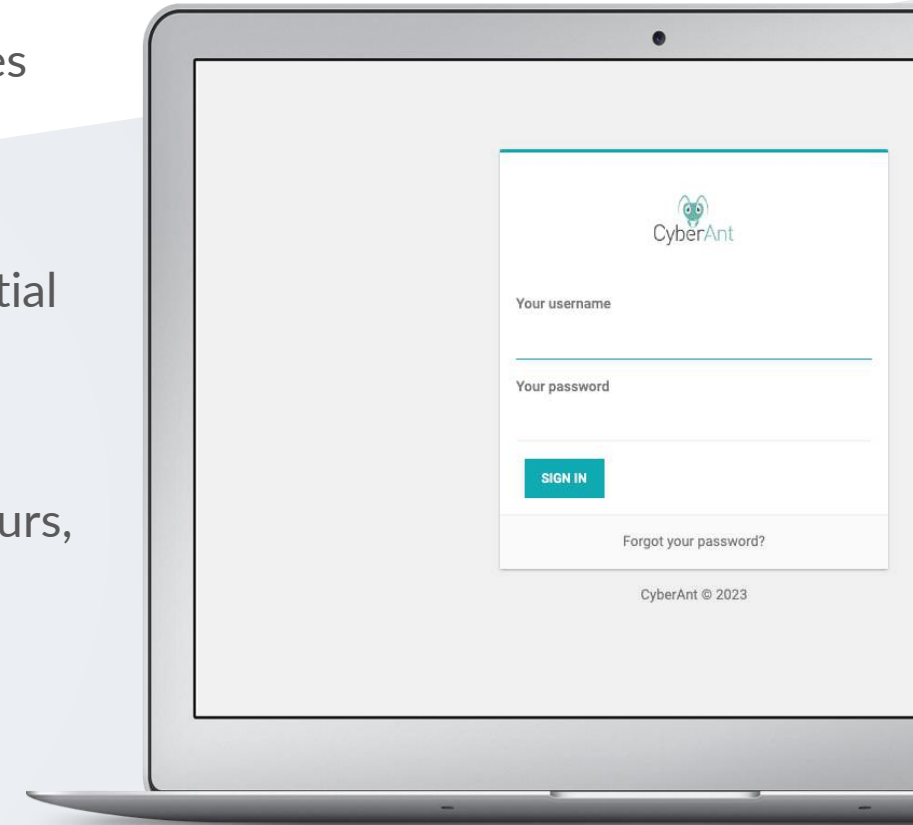 es
tial
urs,
CyberAnt
Your username
Your password
SIGN IN
Forgot your password?
CyberAnt © 2023